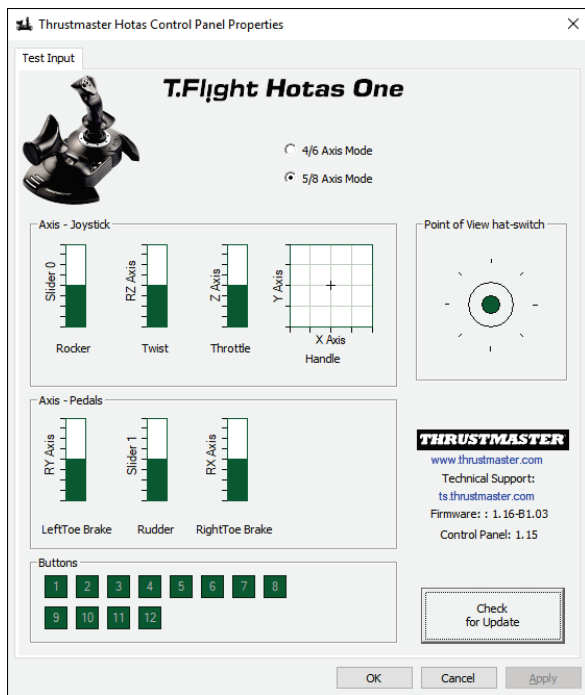 Thrustmaster Hotas Control Panel Properties
Test Input
T.Flight Hotas One
4/6 Axis Mode
5/8 Axis Mode
Axis - Joystick
Slider 0
RZ Axis
Z Axis
Y Axis
X Axis
Rocker
Twist
Throttle
Handle
Point of View hat-switch
Axis - Pedals
RY Axis
Slider 1
RX Axis
LeftToe Brake
Rudder
RightToe Brake
THRUSTMASTER
www.thrustmaster.com
Technical Support:
ts.thrustmaster.com
Firmware: : 1.16-B1.03
Control Panel: 1.15
Buttons
1 2 3 4 5 6 7 8
9 10 11 12
Check
for Update
OK Cancel Apply